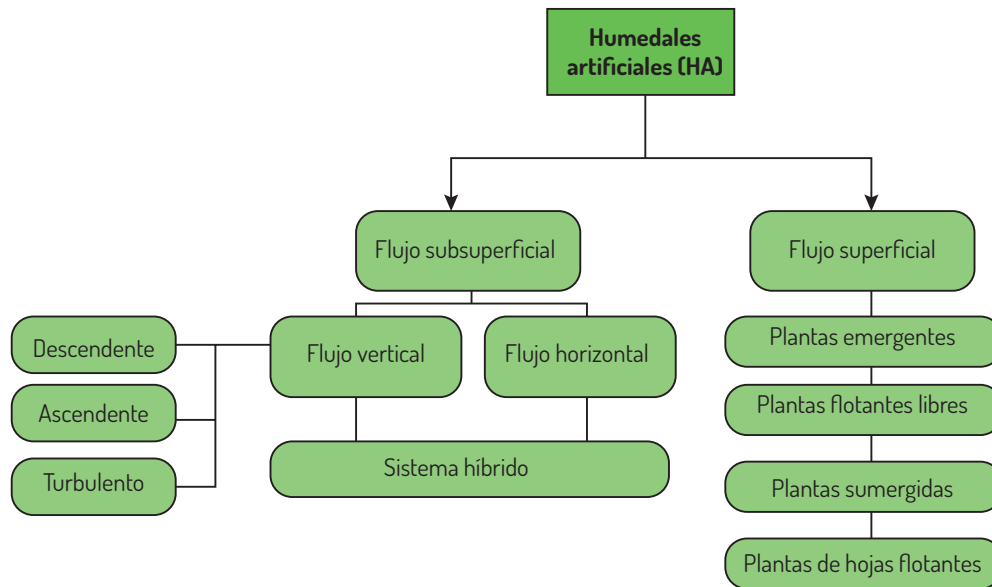 Humedales
artificiales (HA)
Flujo subsuperficial
Flujo superficial
Descendente
Flujo vertical
Flujo horizontal
Plantas emergentes
Ascendente
Plantas flotantes libres
Turbulento
Sistema híbrido
Plantas sumergidas
Plantas de hojas flotantes